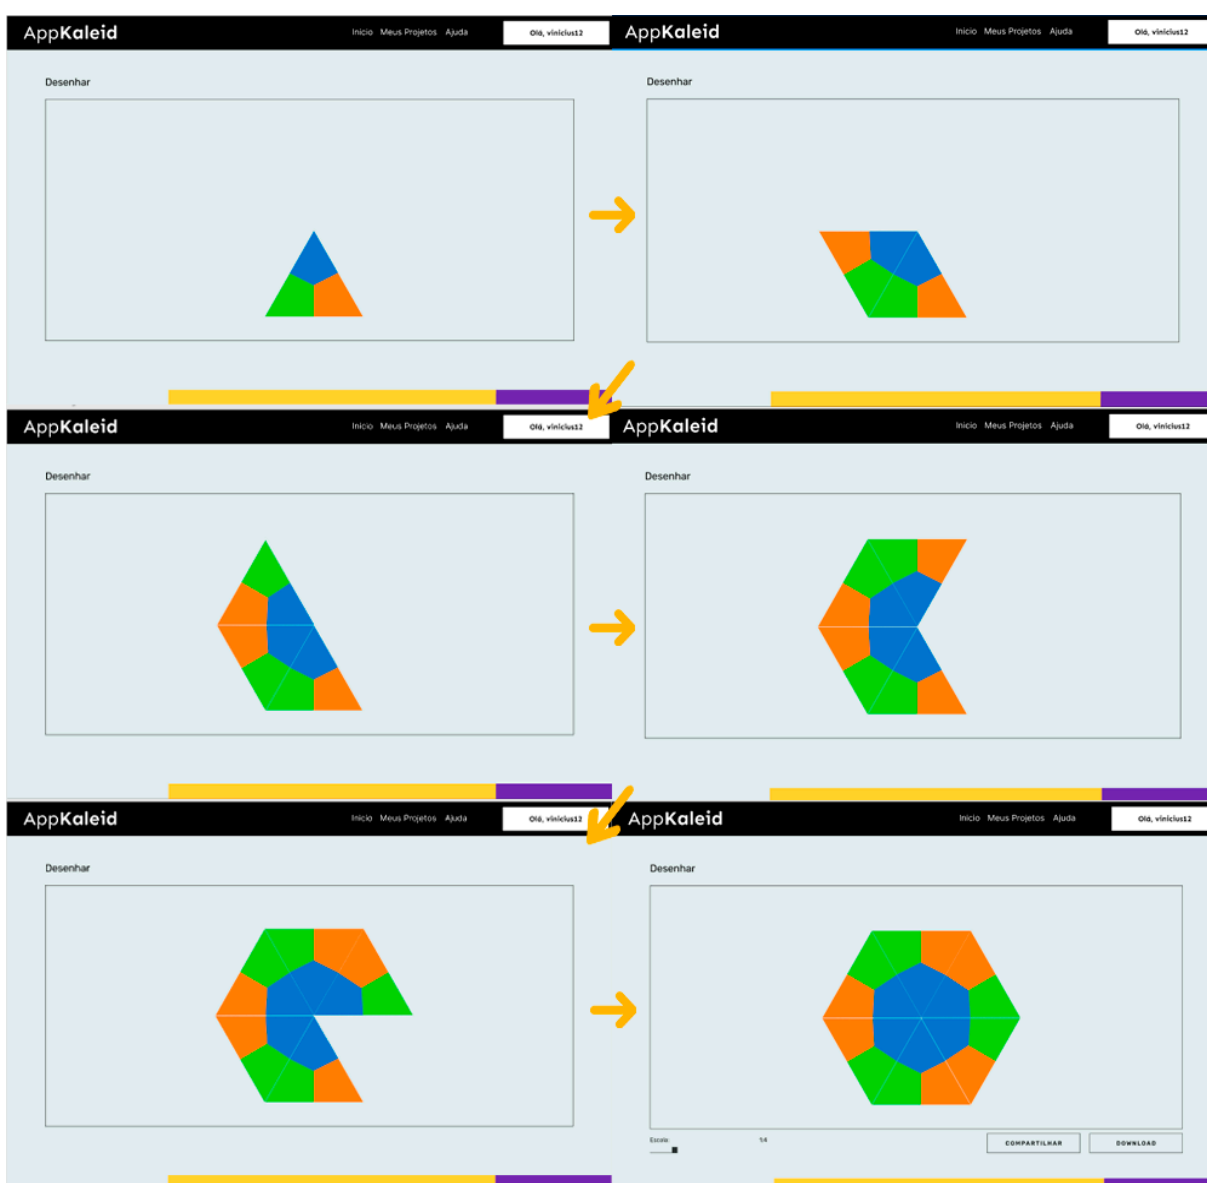 AppKaleid
Inicio Meus Projetos Ajuda
Olá, vinicius12
AppKaleid
Inicio Meus Projetos Ajuda
Olá, vinicius12
Desenhar
Desenhar
AppKaleid
Inicio Meus Projetos Ajuda
Olá, vinicius12
AppKaleid
Inicio Meus Projetos Ajuda
Olá, vinicius12
Desenhar
Desenhar
AppKaleid
Inicio Meus Projetos Ajuda
Olá, vinicius12
AppKaleid
Inicio Meus Projetos Ajuda
Olá, vinicius12
Desenhar
Desenhar
Escala:
COMPARTILHAR
DOWNLOAD